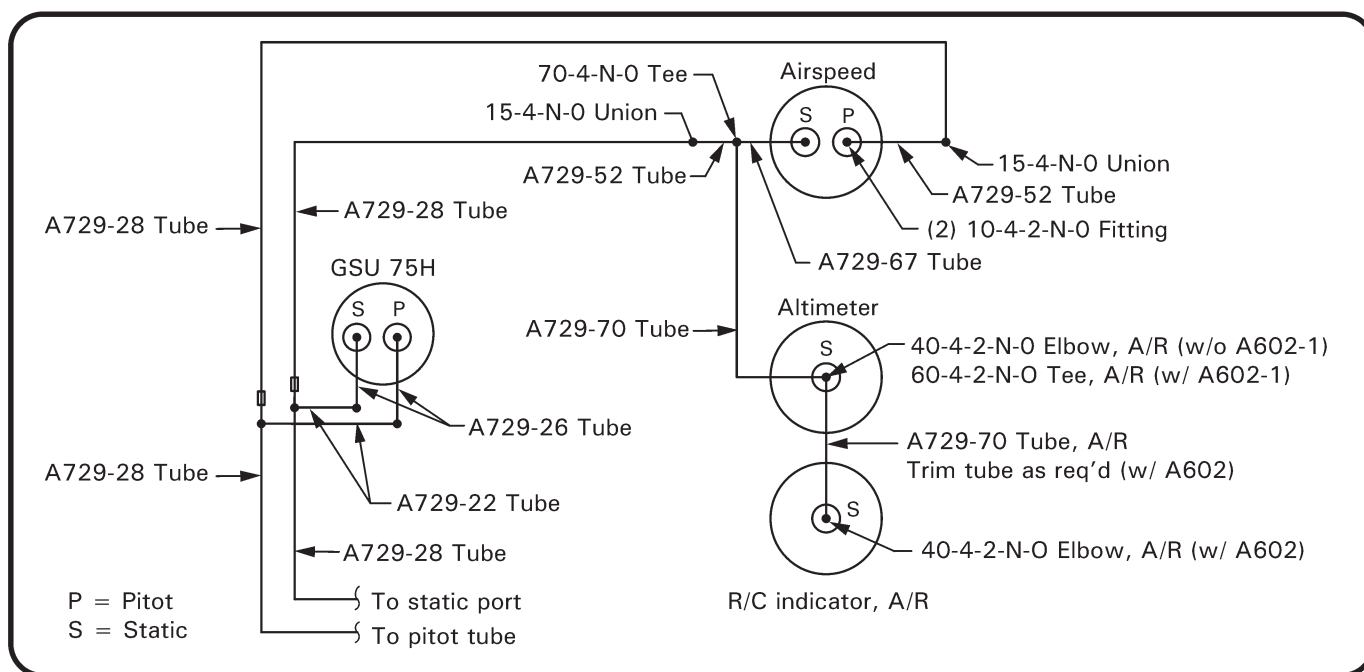 70-4-N-0 Tee
Airspeed
15-4-N-0 Union
S
P
A729-52 Tube
15-4-N-0 Union
A729-52 Tube
(2) 10-4-2-N-0 Fitting
A729-67 Tube
A729-28 Tube
A729-28 Tube
GSU 75H
S
P
Altimeter
A729-70 Tube
S
40-4-2-N-0 Elbow, A/R (w/o A602-1)
60-4-2-N-O Tee, A/R (w/ A602-1)
A729-26 Tube
A729-70 Tube, A/R
Trim tube as req'd (w/ A602)
A729-28 Tube
A729-22 Tube
S
40-4-2-N-O Elbow, A/R (w/ A602)
A729-28 Tube
R/C indicator, A/R
To static port
To pitot tube
P = Pitot
S = Static